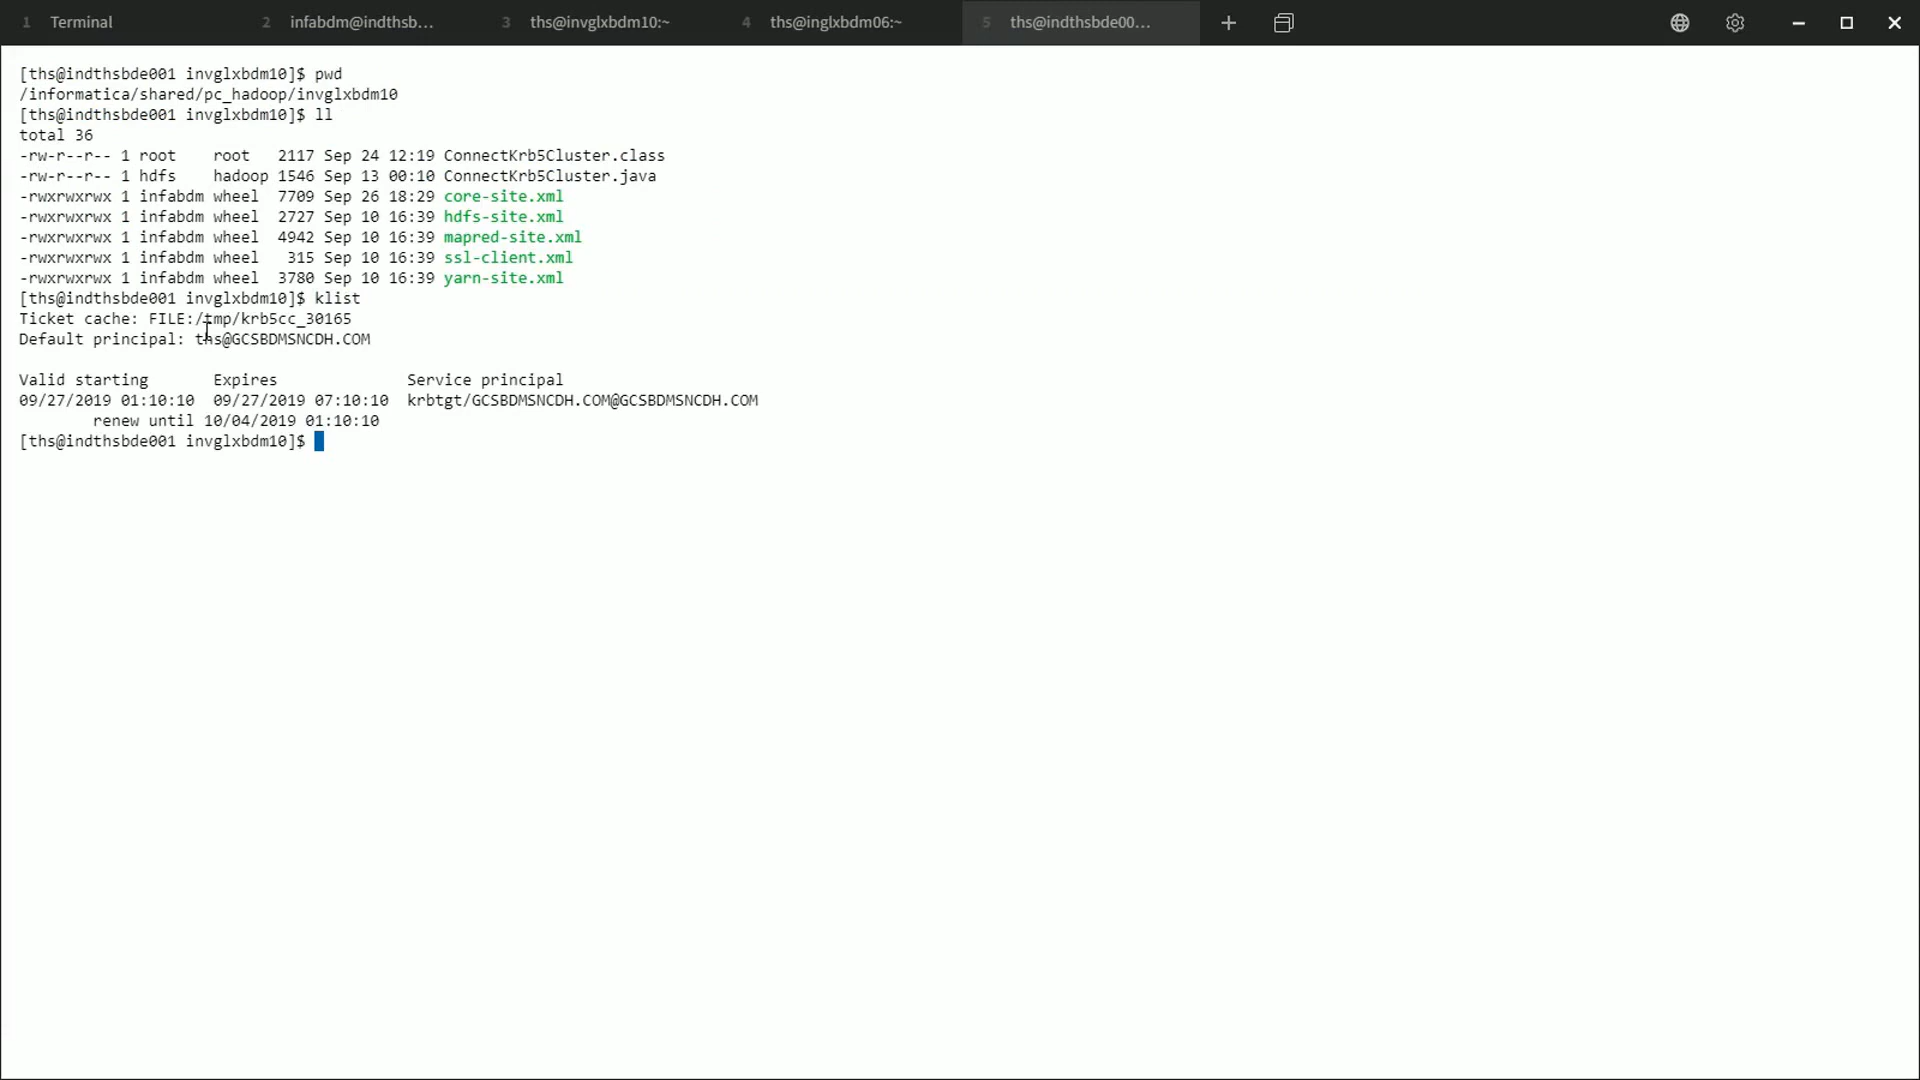 1 Terminal 2 infabdm@indthsb... 3 ths@invglxbdm10:~ 4 ths@inglxbdm06:~ 5 ths@indthsbde00...
[ths@indthsbde001 invglxbdm10]$ pwd
/informatica/shared/pc_hadoop/invglxbdm10
[ths@indthsbde001 invglxbdm10]$ ll
total 36
-rw-r--r-- 1 root    root   2117 Sep 24 12:19 ConnectKrb5Cluster.class
-rw-r--r-- 1 hdfs    hadoop 1546 Sep 13 00:10 ConnectKrb5Cluster.java
-rwxrwxrwx 1 infabdm wheel  7709 Sep 26 18:29 core-site.xml
-rwxrwxrwx 1 infabdm wheel  2727 Sep 10 16:39 hdfs-site.xml
-rwxrwxrwx 1 infabdm wheel  4942 Sep 10 16:39 mapred-site.xml
-rwxrwxrwx 1 infabdm wheel   315 Sep 10 16:39 ssl-client.xml
-rwxrwxrwx 1 infabdm wheel  3780 Sep 10 16:39 yarn-site.xml
[ths@indthsbde001 invglxbdm10]$ klist
Ticket cache: FILE:/tmp/krb5cc_30165
Default principal: ths@GCSBDMSNCDH.COM
Valid starting       Expires              Service principal
09/27/2019 01:10:10  09/27/2019 07:10:10  krbtgt/GCSBDMSNCDH.COM@GCSBDMSNCDH.COM
renew until 10/04/2019 01:10:10
[ths@indthsbde001 invglxbdm10]$